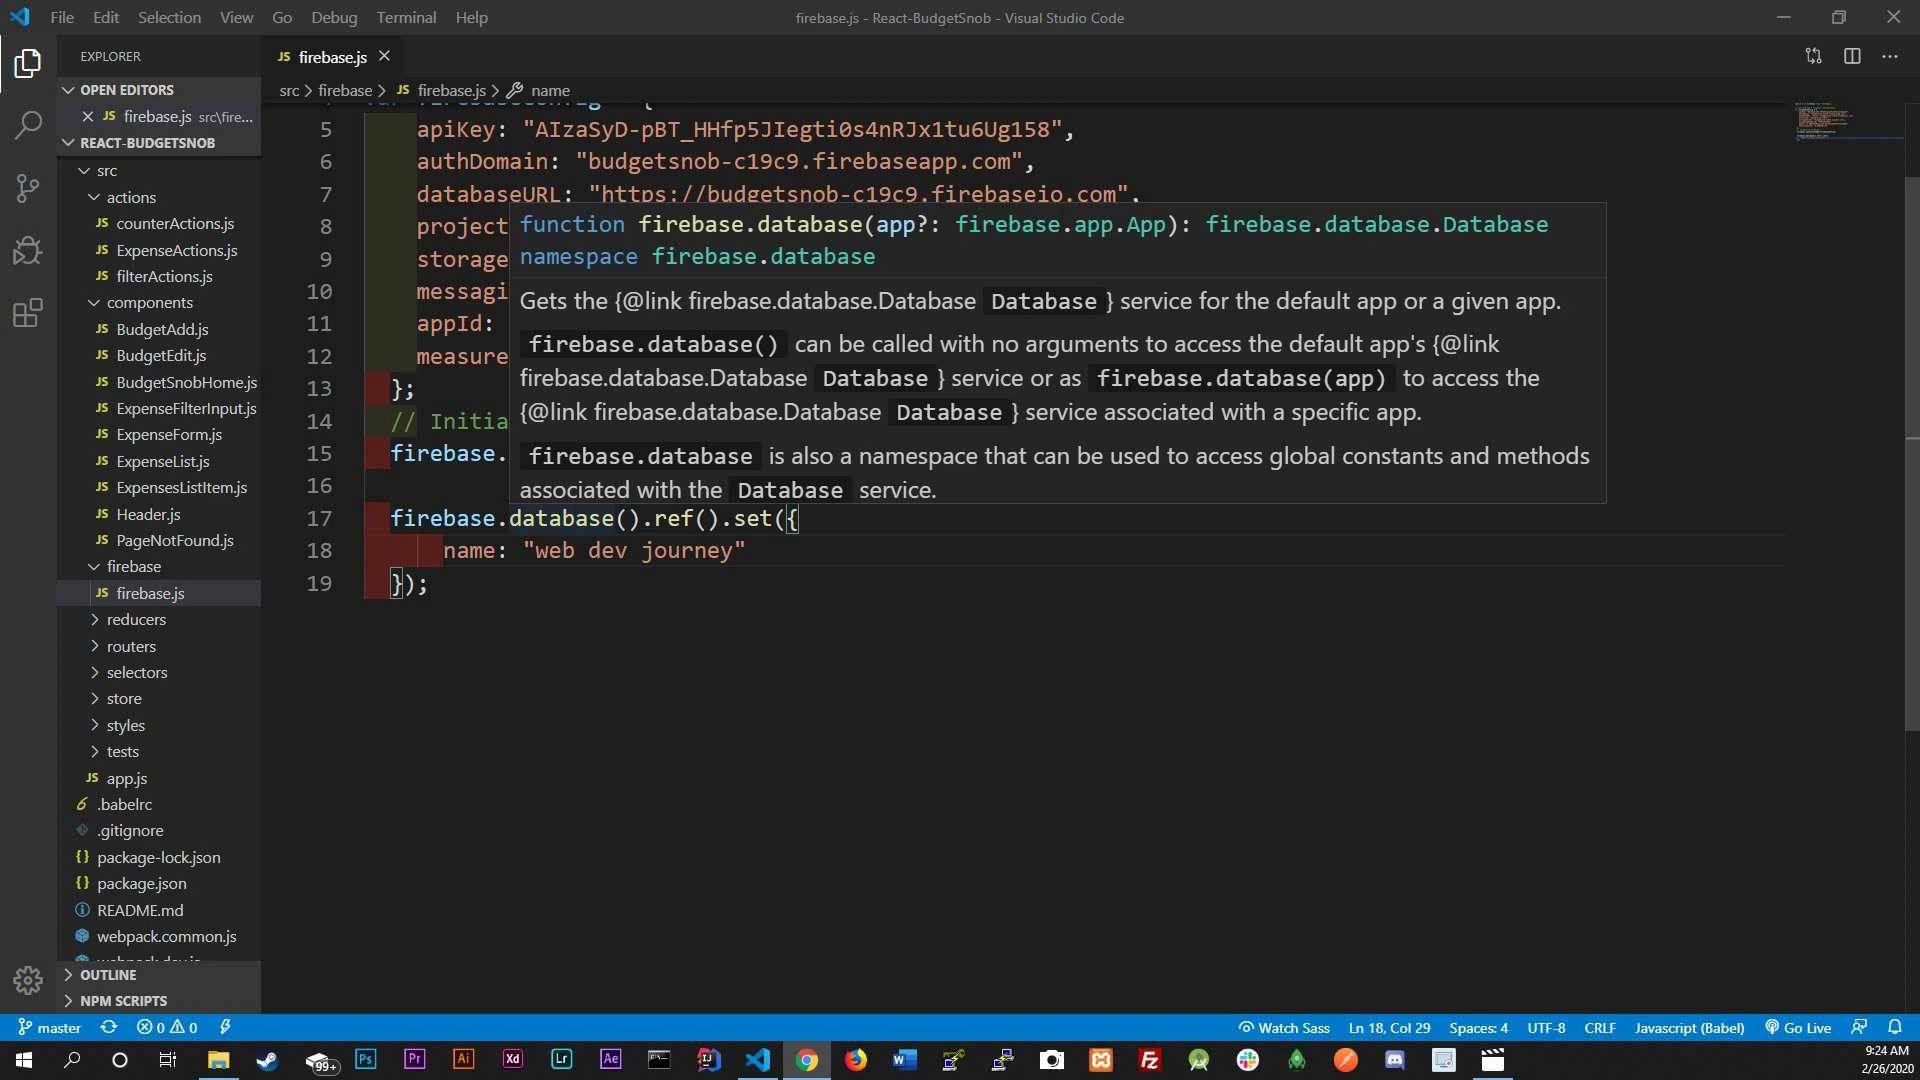 File Edit Selection View Go Debug Terminal Help
firebase.js - React-BudgetSnob - Visual Studio Code
EXPLORER
OPEN EDITORS
JS firebase.js src\fire...
REACT-BUDGETSNOB
src
actions
JS counterActions.js
JS ExpenseActions.js
JS filterActions.js
components
JS BudgetAdd.js
JS BudgetEdit.js
JS BudgetSnobHome.js
JS ExpenseFilterInput.js
JS ExpenseForm.js
JS ExpenseList.js
JS ExpensesListItem.js
JS Header.js
JS PageNotFound.js
firebase
JS firebase.js
reducers
routers
selectors
store
styles
tests
JS app.js
.babelrc
.gitignore
package-lock.json
package.json
README.md
webpack.common.js
OUTLINE
NPM SCRIPTS
JS firebase.js
src > firebase > JS firebase.js > name
5 apiKey: "AIzaSyD-pBT_HHfp5JIegti0s4nRJx1tu6Ug158",
6 authDomain: "budgetsnob-c19c9.firebaseapp.com",
7 databaseURL: "https://budgetsnob-c19c9.firebaseio.com",
8 project
9 storage
10 messagi
11 appId:
12 measure
13 };
14 // Initia
15 firebase.
16
function firebase.database(app?: firebase.app.App): firebase.database.Database
namespace firebase.database
Gets the {@link firebase.database.Database Database } service for the default app or a given app.
firebase.database() can be called with no arguments to access the default app's {@link
firebase.database.Database Database } service or as firebase.database(app) to access the
{@link firebase.database.Database Database } service associated with a specific app.
firebase.database is also a namespace that can be used to access global constants and methods
associated with the Database service.
17 firebase.database().ref().set({
18 name: "web dev journey"
19 });
master 0 0
Watch Sass Ln 18, Col 29 Spaces: 4 UTF-8 CRLF Javascript (Babel) Go Live
99+ Ps Pr Ai Xd Lr Ae
9:24 AM
2/26/2020